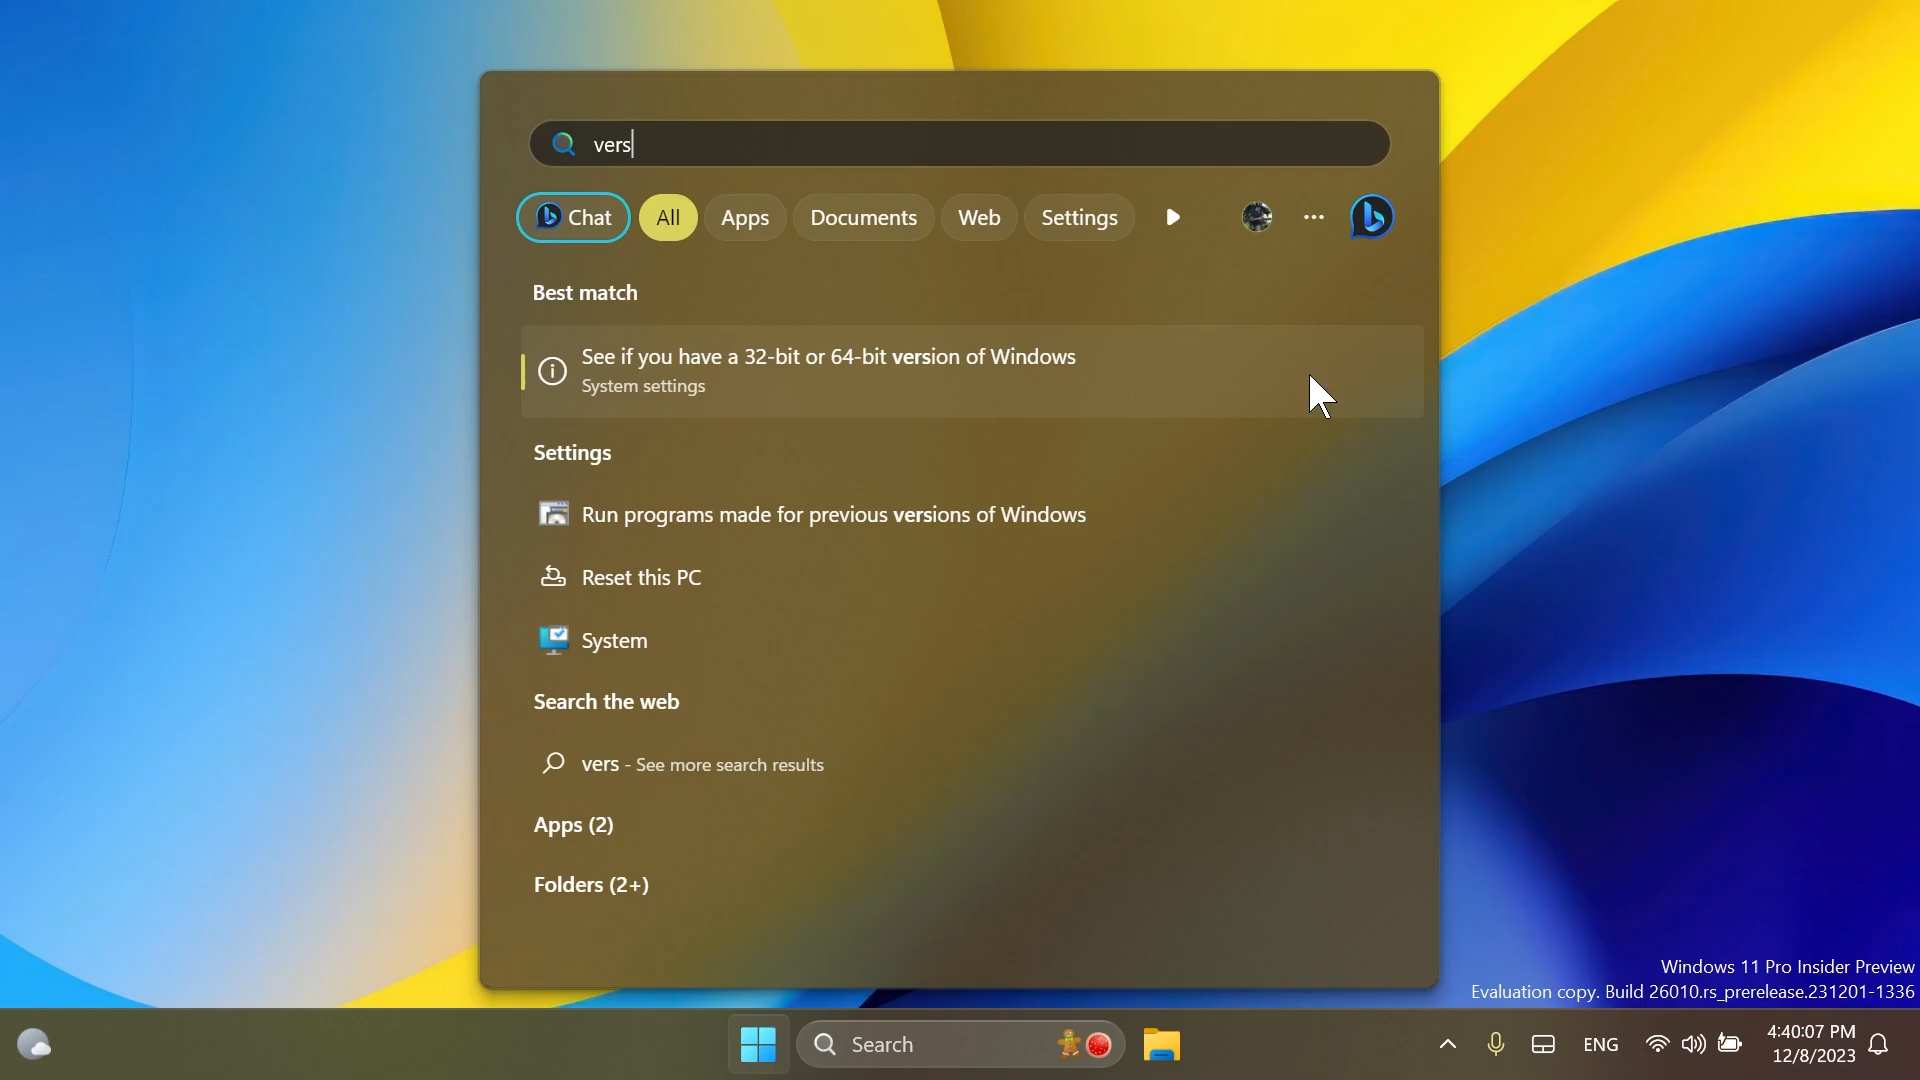 vers
Chat
All
Apps
Documents
Web
Settings
Best match
See if you have a 32-bit or 64-bit version of Windows
System settings
Settings
Run programs made for previous versions of Windows
Reset this PC
System
Search the web
vers - See more search results
Apps (2)
Folders (2+)
Windows 11 Pro Insider Preview
Evaluation copy. Build 26010.rs_prerelease.231201-1336
Search
ENG
4:40:07 PM
12/8/2023